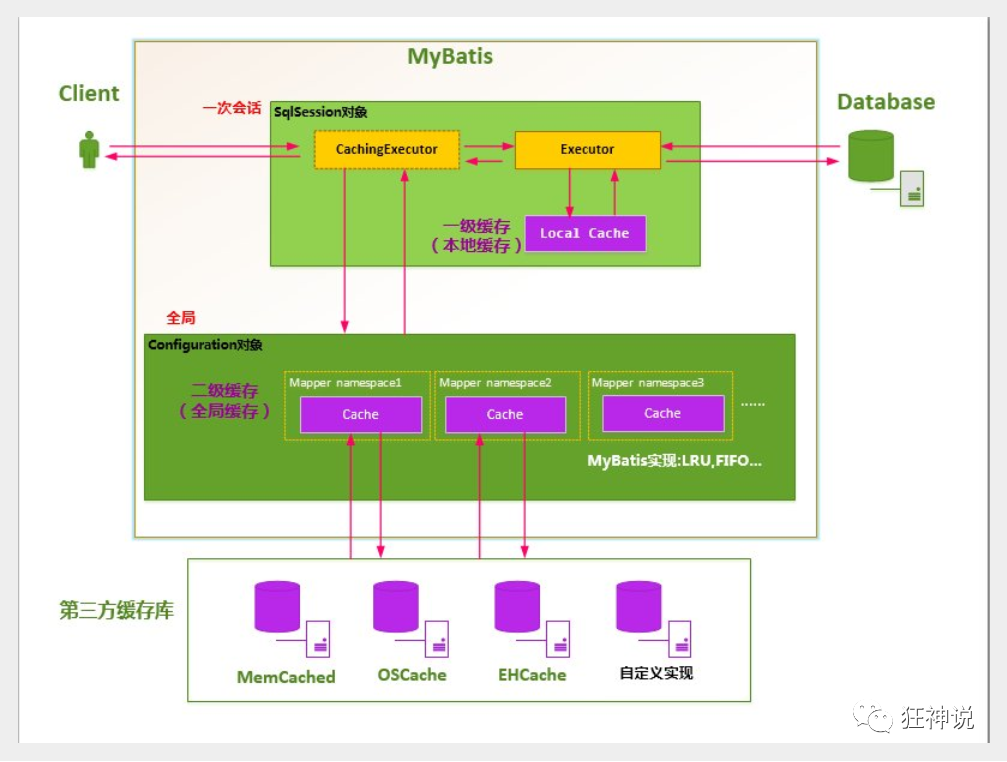 MyBatis
Client
Database
一次会话
SqlSession对象
CachingExecutor
Executor
一级缓存
（本地缓存）
Local Cache
全局
Configuration对象
二级缓存
（全局缓存）
Mapper namespace1
Cache
Mapper namespace2
Cache
Mapper namespace3
Cache
......
MyBatis实现:LRU,FIFO...
第三方缓存库
MemCached
OSCache
EHCache
自定义实现
狂神说